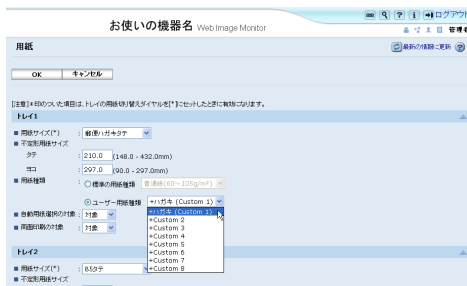 ログアウト
お使いの機器名 Web Image Monitor
管理者
用紙
最新の情報に更新
OK キャンセル
[注意]*印のついた項目は、トレイの用紙切り替えダイヤルを[*]にセットしたときに有効になります。
トレイ1
用紙サイズ(*) : 郵便ハガキタテ
不定形用紙サイズ
タテ : 210.0 (148.0 - 432.0mm)
ヨコ : 297.0 (90.0 - 297.0mm)
用紙種類 : 標準の用紙種類 普通紙(60~105g/m²)
ユーザー用紙種類 +ハガキ (Custom 1)
+ハガキ (Custom 1)
自動用紙選択の対象 : 対象
+Custom 2
+Custom 3
両面印刷の対象 : 対象
+Custom 4
+Custom 5
+Custom 6
トレイ2
+Custom 7
用紙サイズ(*) : B5タテ
+Custom 8
不定形用紙サイズ